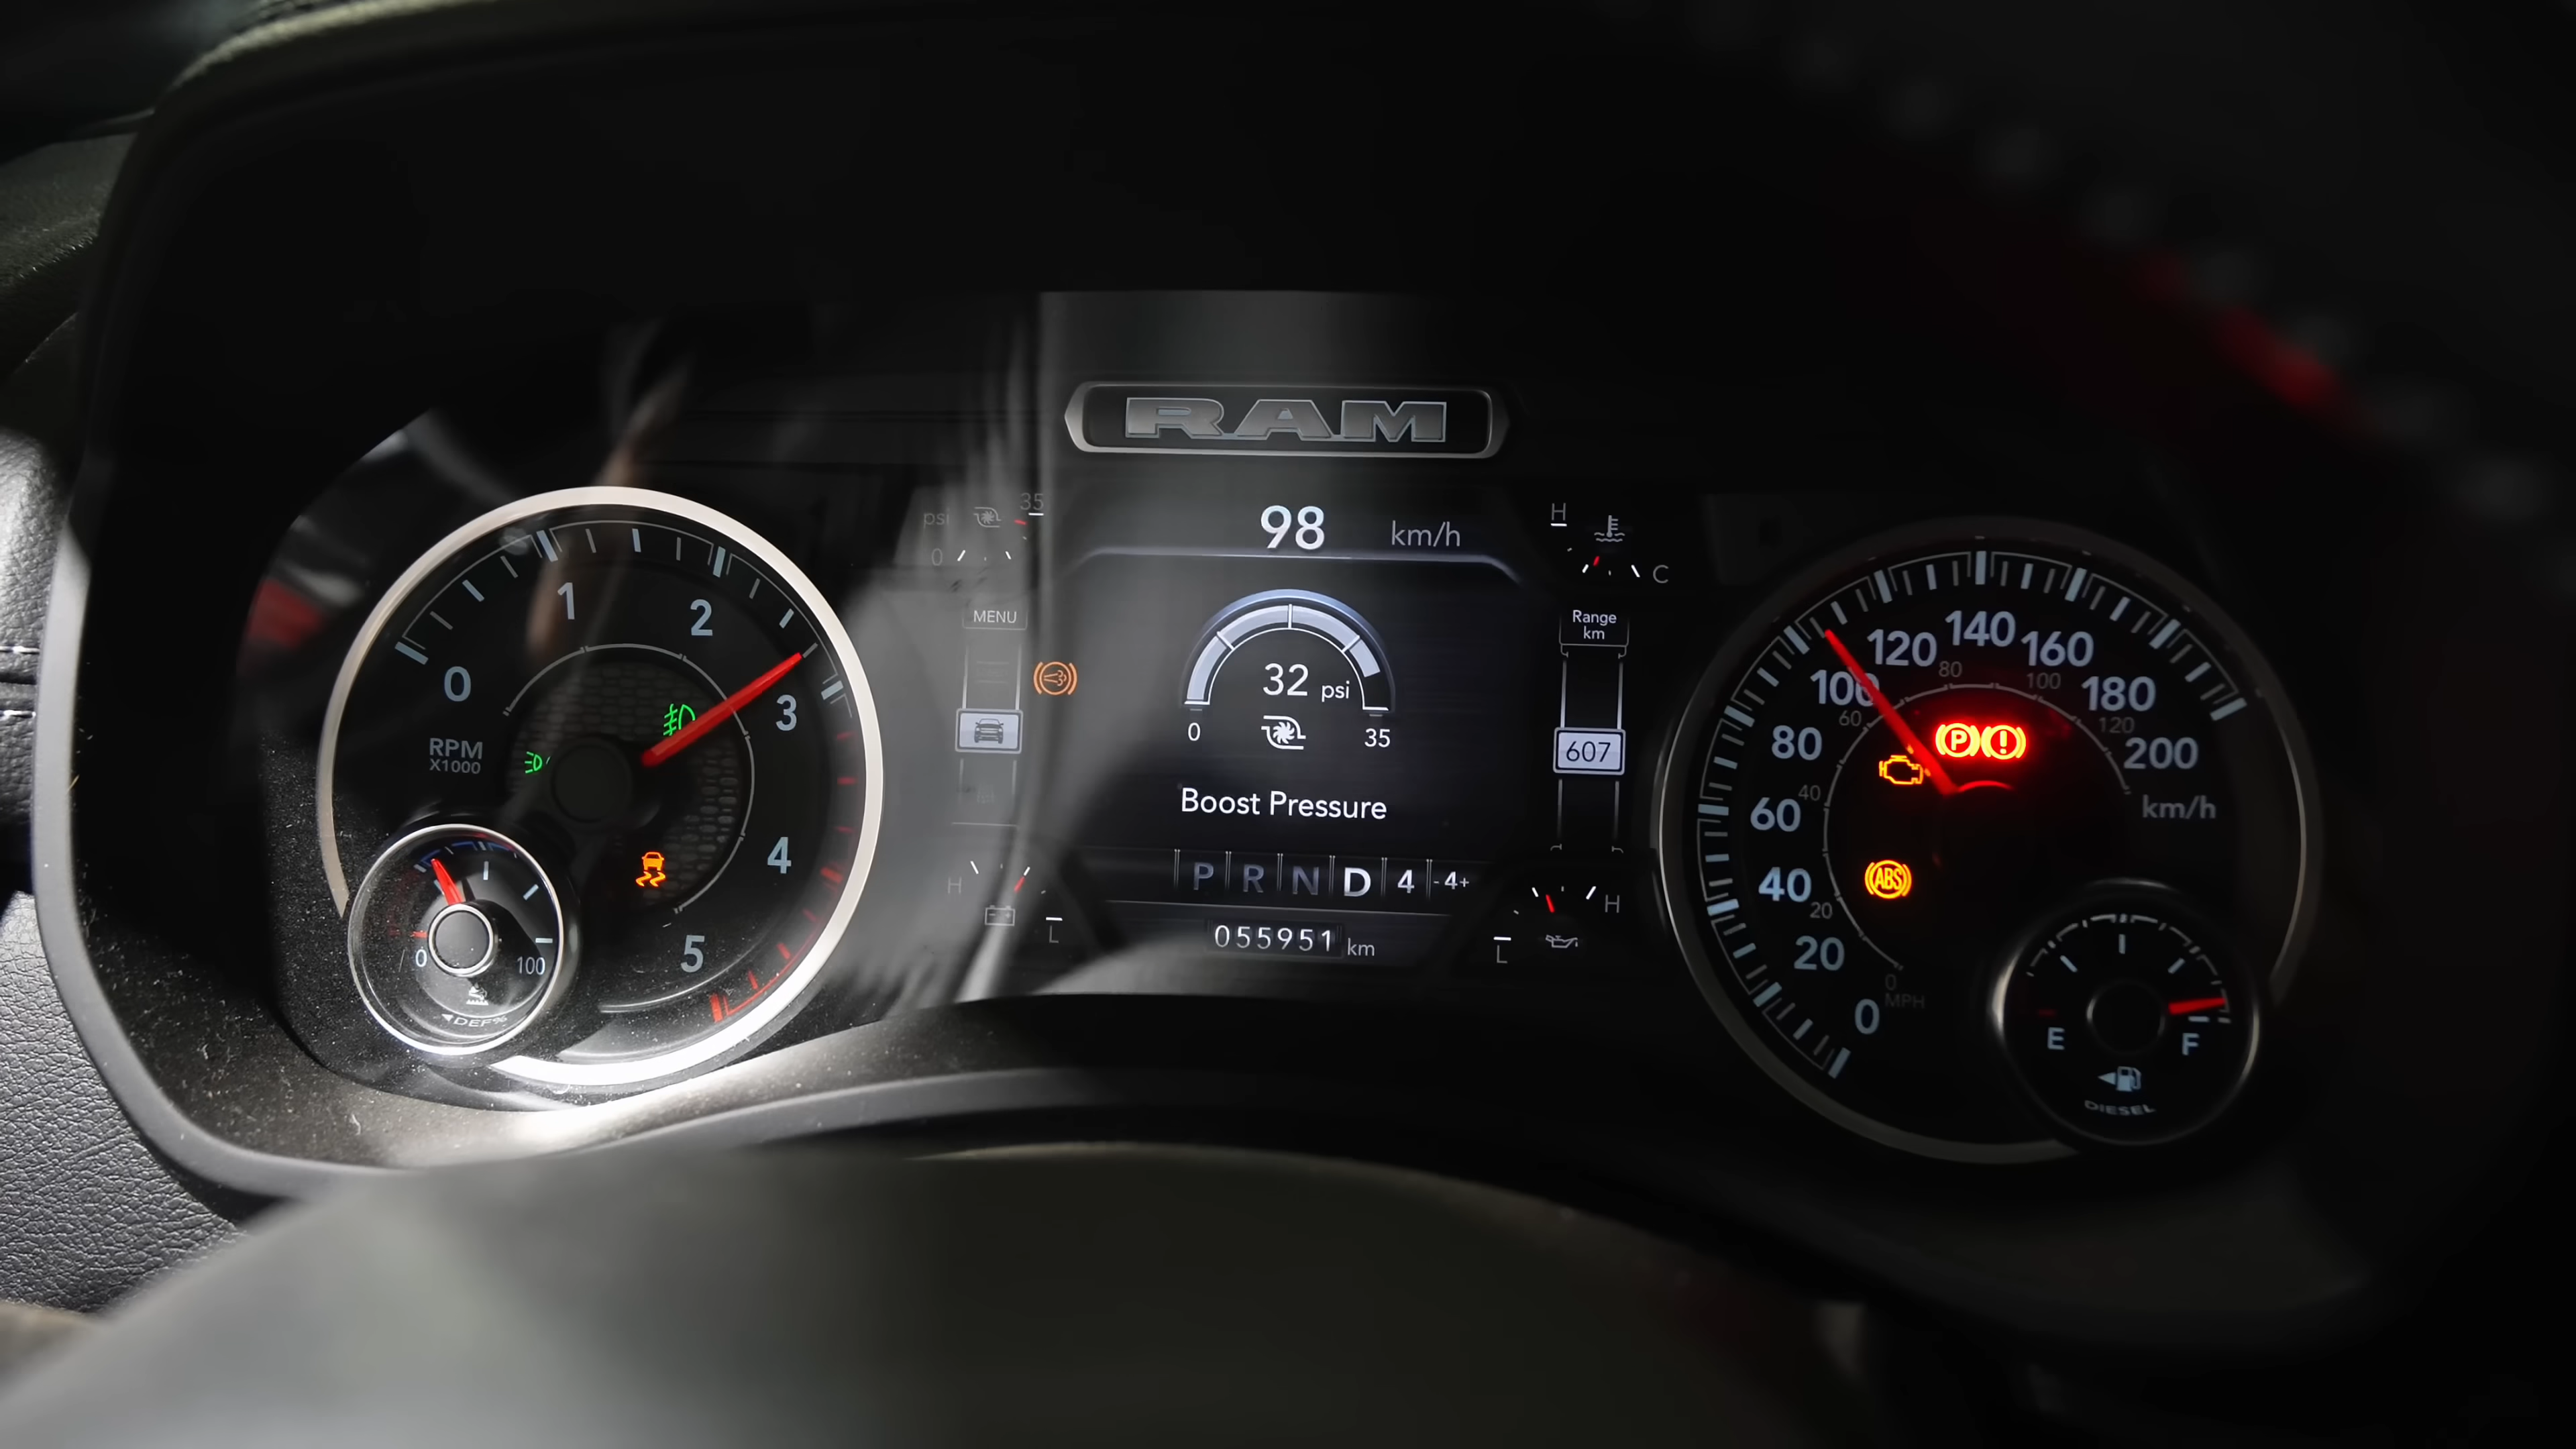 RAM
98 km/h
psi 35
0
MENU
32 psi
0 35
Boost Pressure
P R N D 4 -4+
055951 km
H L
H C
Range
km
607
H L
0 1 2 3 4 5
RPM
X1000
0 100
DEF%
0 20 40 60 80 100 120 140 160 180 200
km/h
0 20 40 60 80 100 120
MPH
P !
ABS
E F
DIESEL